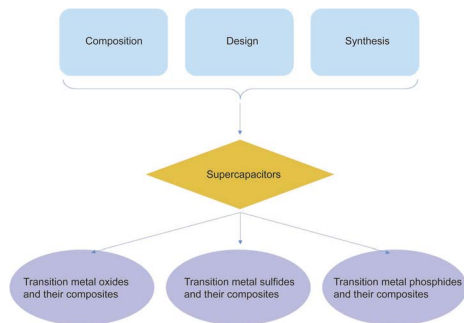 Composition
Design
Synthesis
Supercapacitors
Transition metal oxides
and their composites
Transition metal sulfides
and their composites
Transition metal phosphides
and their composites